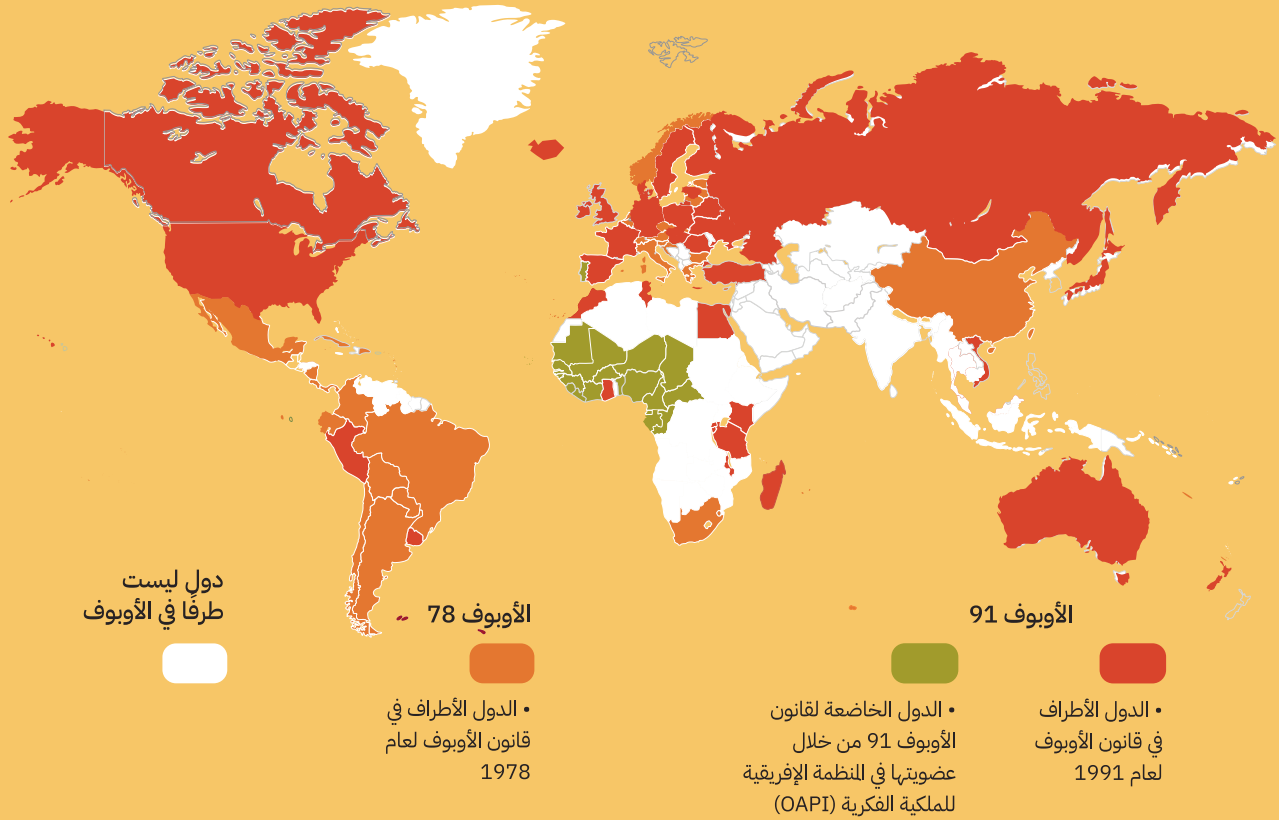 الأوبوف 91
• الدول الأطراف
في قانون الأوبوف
لعام 1991
• الدول الخاضعة لقانون
الأوبوف 91 من خلال
عضويتها في المنظمة الإفريقية
للملكية الفكرية (OAPI)
الأوبوف 78
• الدول الأطراف في
قانون الأوبوف لعام
1978
دول ليست
طرفًا في الأوبوف